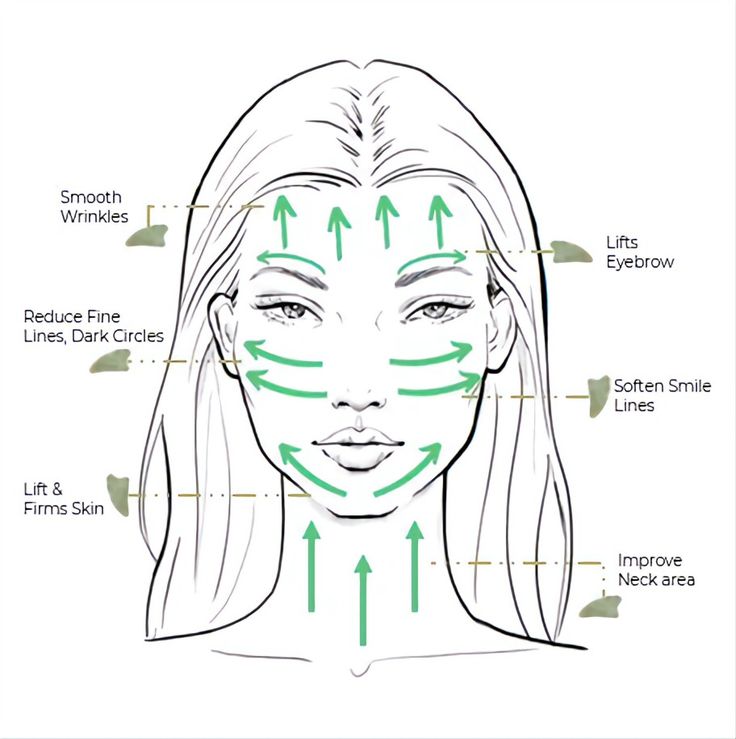 Smooth
Wrinkles
Lifts
Eyebrow
Reduce Fine
Lines, Dark Circles
Soften Smile
Lines
Lift &
Firms Skin
Improve
Neck area